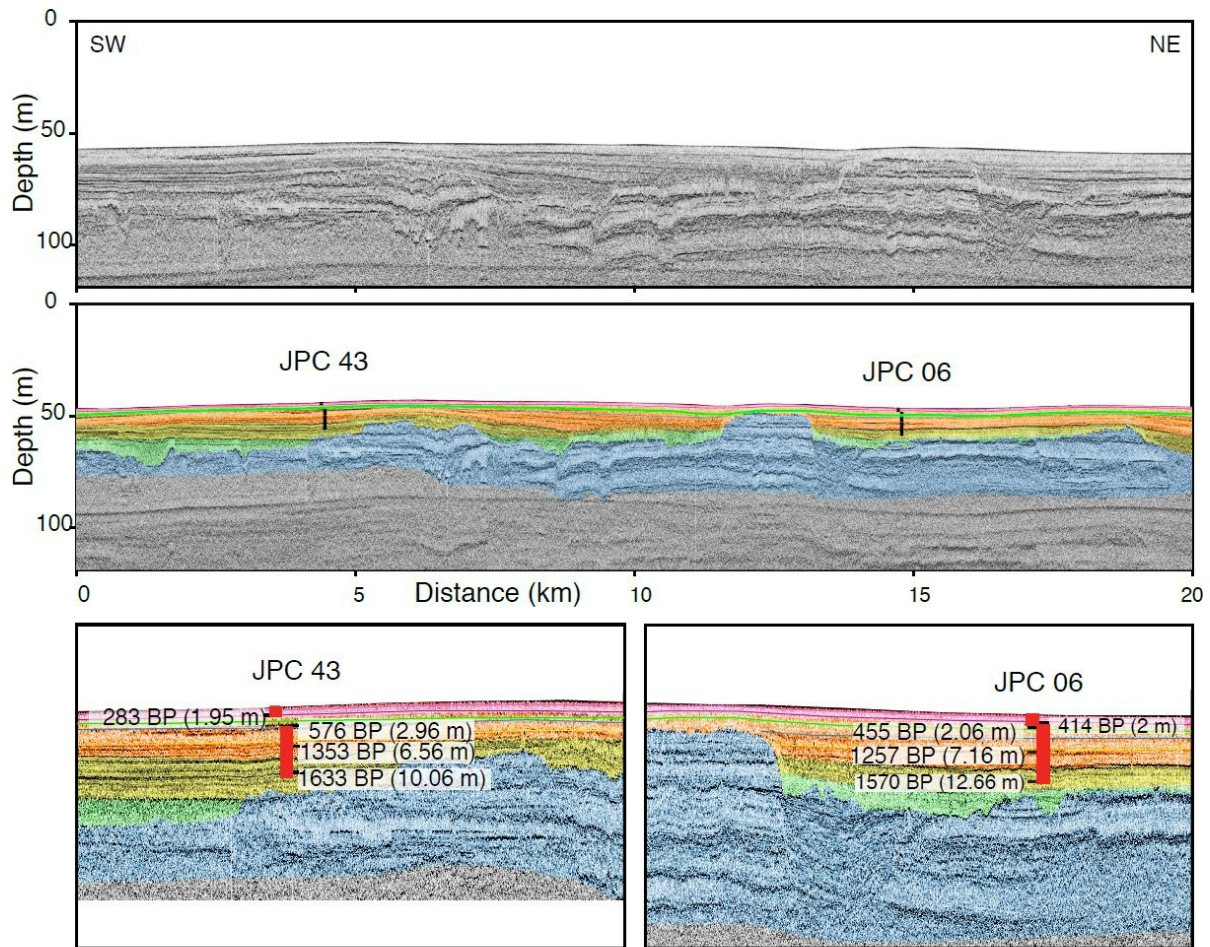 0
SW
NE
Depth (m)
50
100
0
JPC 43
JPC 06
Depth (m)
50
100
0
5
Distance (km)
10
15
20
JPC 43
283 BP (1.95 m)
576 BP (2.96 m)
1353 BP (6.56 m)
1633 BP (10.06 m)
JPC 06
455 BP (2.06 m)
414 BP (2 m)
1257 BP (7.16 m)
1570 BP (12.66 m)